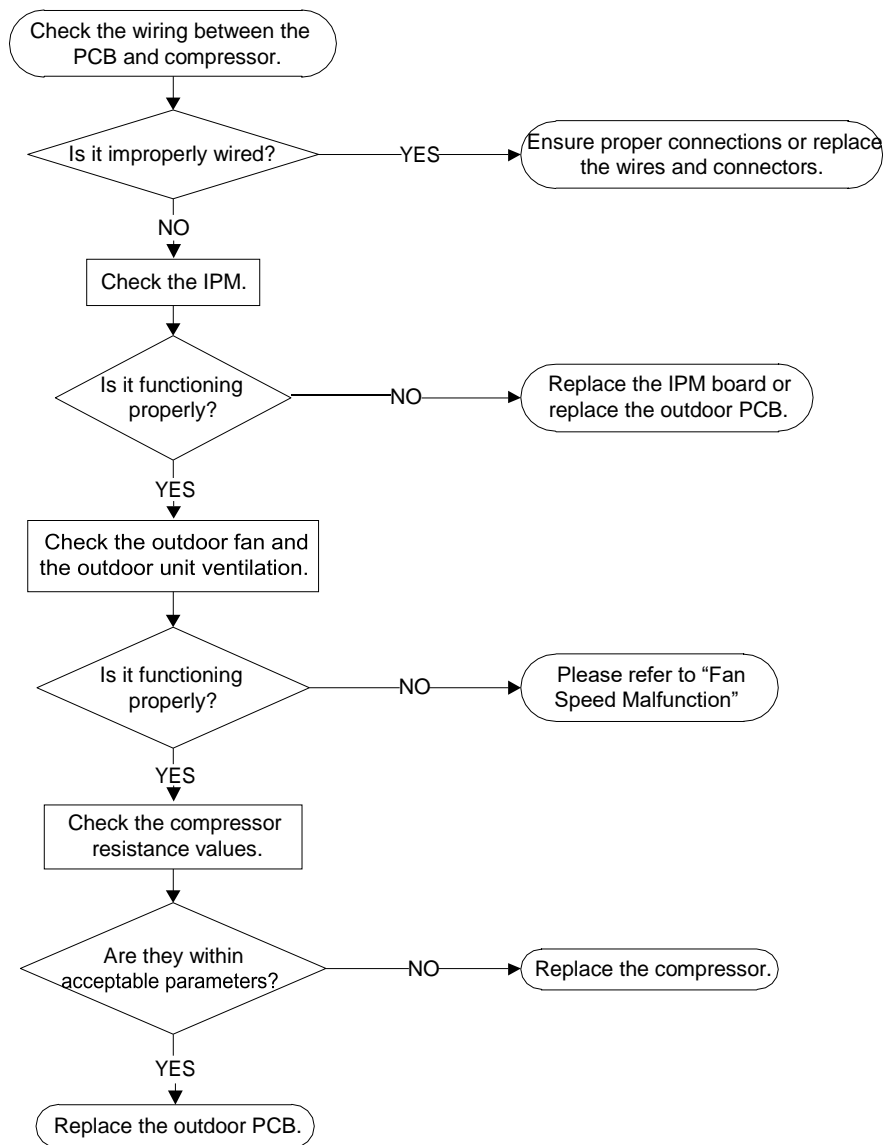 Check the wiring between the
PCB and compressor.
Is it improperly wired?
YES
Ensure proper connections or replace
the wires and connectors.
NO
Check the IPM.
Is it functioning
properly?
NO
Replace the IPM board or
replace the outdoor PCB.
YES
Check the outdoor fan and
the outdoor unit ventilation.
Is it functioning
properly?
NO
Please refer to “Fan
Speed Malfunction”
YES
Check the compressor
resistance values.
Are they within
acceptable parameters?
NO
Replace the compressor.
YES
Replace the outdoor PCB.